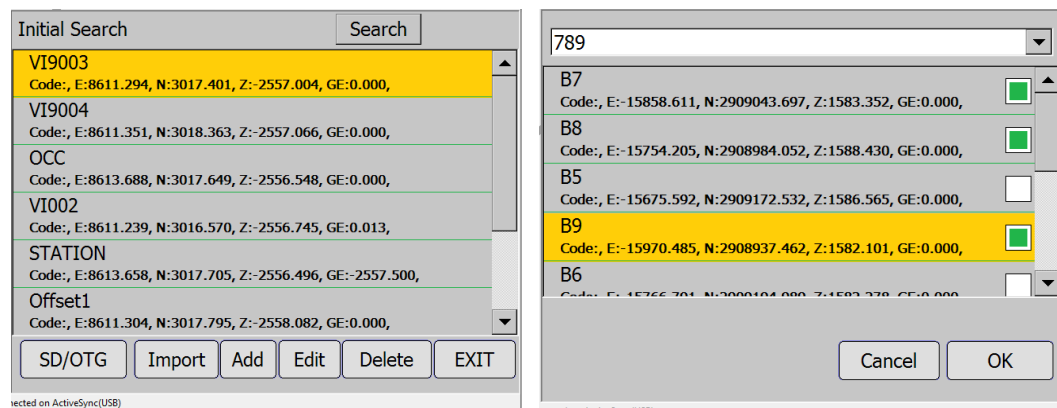 Initial Search
Search
VI9003
Code:, E:8611.294, N:3017.401, Z:-2557.004, GE:0.000,
VI9004
Code:, E:8611.351, N:3018.363, Z:-2557.066, GE:0.000,
OCC
Code:, E:8613.688, N:3017.649, Z:-2556.548, GE:0.000,
VI002
Code:, E:8611.239, N:3016.570, Z:-2556.745, GE:0.013,
STATION
Code:, E:8613.658, N:3017.705, Z:-2556.496, GE:-2557.500,
Offset1
Code:, E:8611.304, N:3017.795, Z:-2558.082, GE:0.000,
SD/OTG
Import
Add
Edit
Delete
EXIT
nected on ActiveSync(USB)
789
B7
Code:, E:-15858.611, N:2909043.697, Z:1583.352, GE:0.000,
B8
Code:, E:-15754.205, N:2908984.052, Z:1588.430, GE:0.000,
B5
Code:, E:-15675.592, N:2909172.532, Z:1586.565, GE:0.000,
B9
Code:, E:-15970.485, N:2908937.462, Z:1582.101, GE:0.000,
B6
Cancel
OK